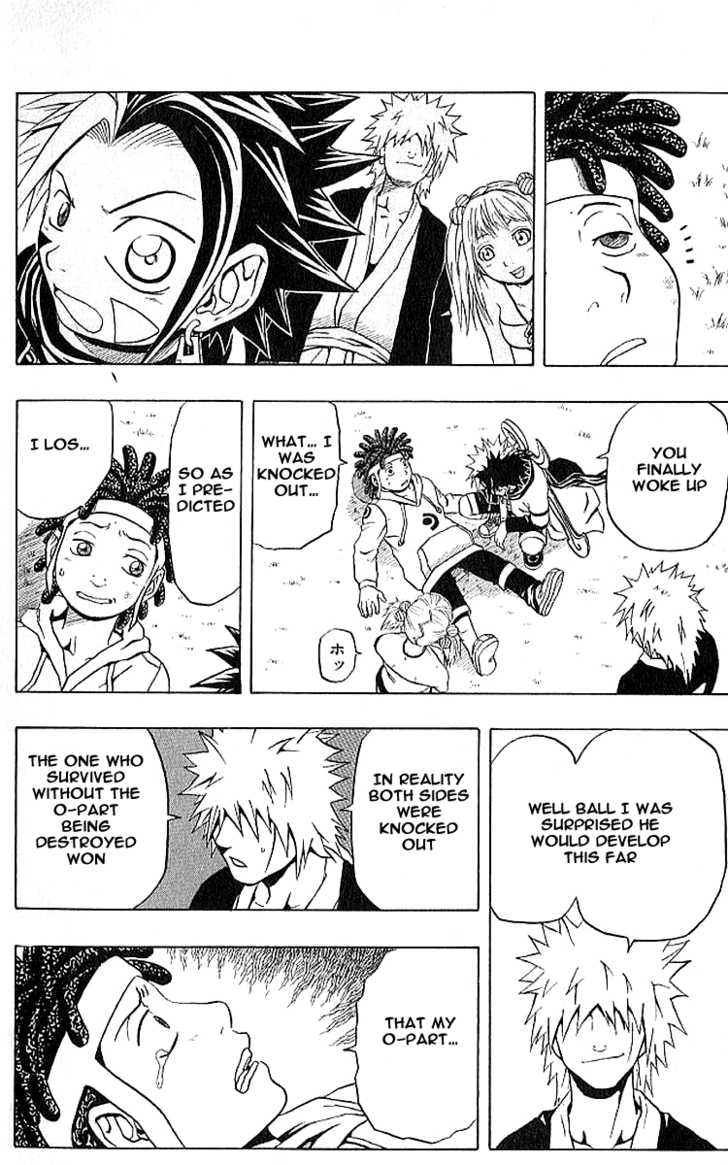 YOU
FINALLY
WOKE UP
WHAT... I
WAS
KNOCKED
OUT...
ホッ
SO AS
I PRE-
DICTED
I LOS...
WELL BALL I WAS
SURPRISED HE
WOULD DEVELOP
THIS FAR
IN REALITY
BOTH SIDES
WERE
KNOCKED
OUT
THE ONE WHO
SURVIVED
WITHOUT THE
O-PART
BEING
DESTROYED
WON
THAT MY
O-PART...